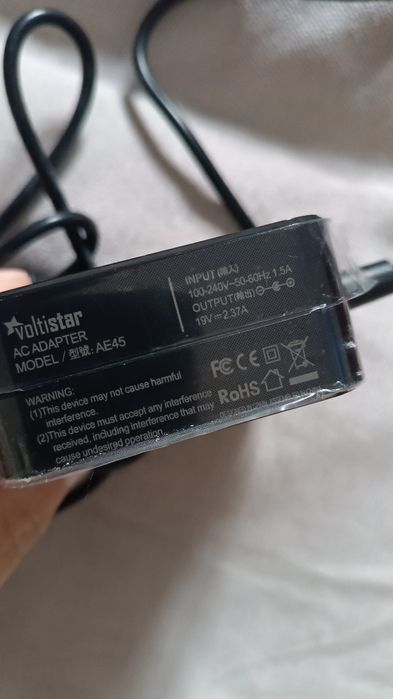 voltistar
AC ADAPTER
MODEL / 型號: AE45
INPUT(輸入)
100-240V~50-60Hz 1.5A
OUTPUT(輸出)
19V⎓2.37A
WARNING:
(1)This device may not cause harmful
interference.
(2)This device must accept any interference
received, including Interference that may
cause undesired operation.
FC CE
RoHS